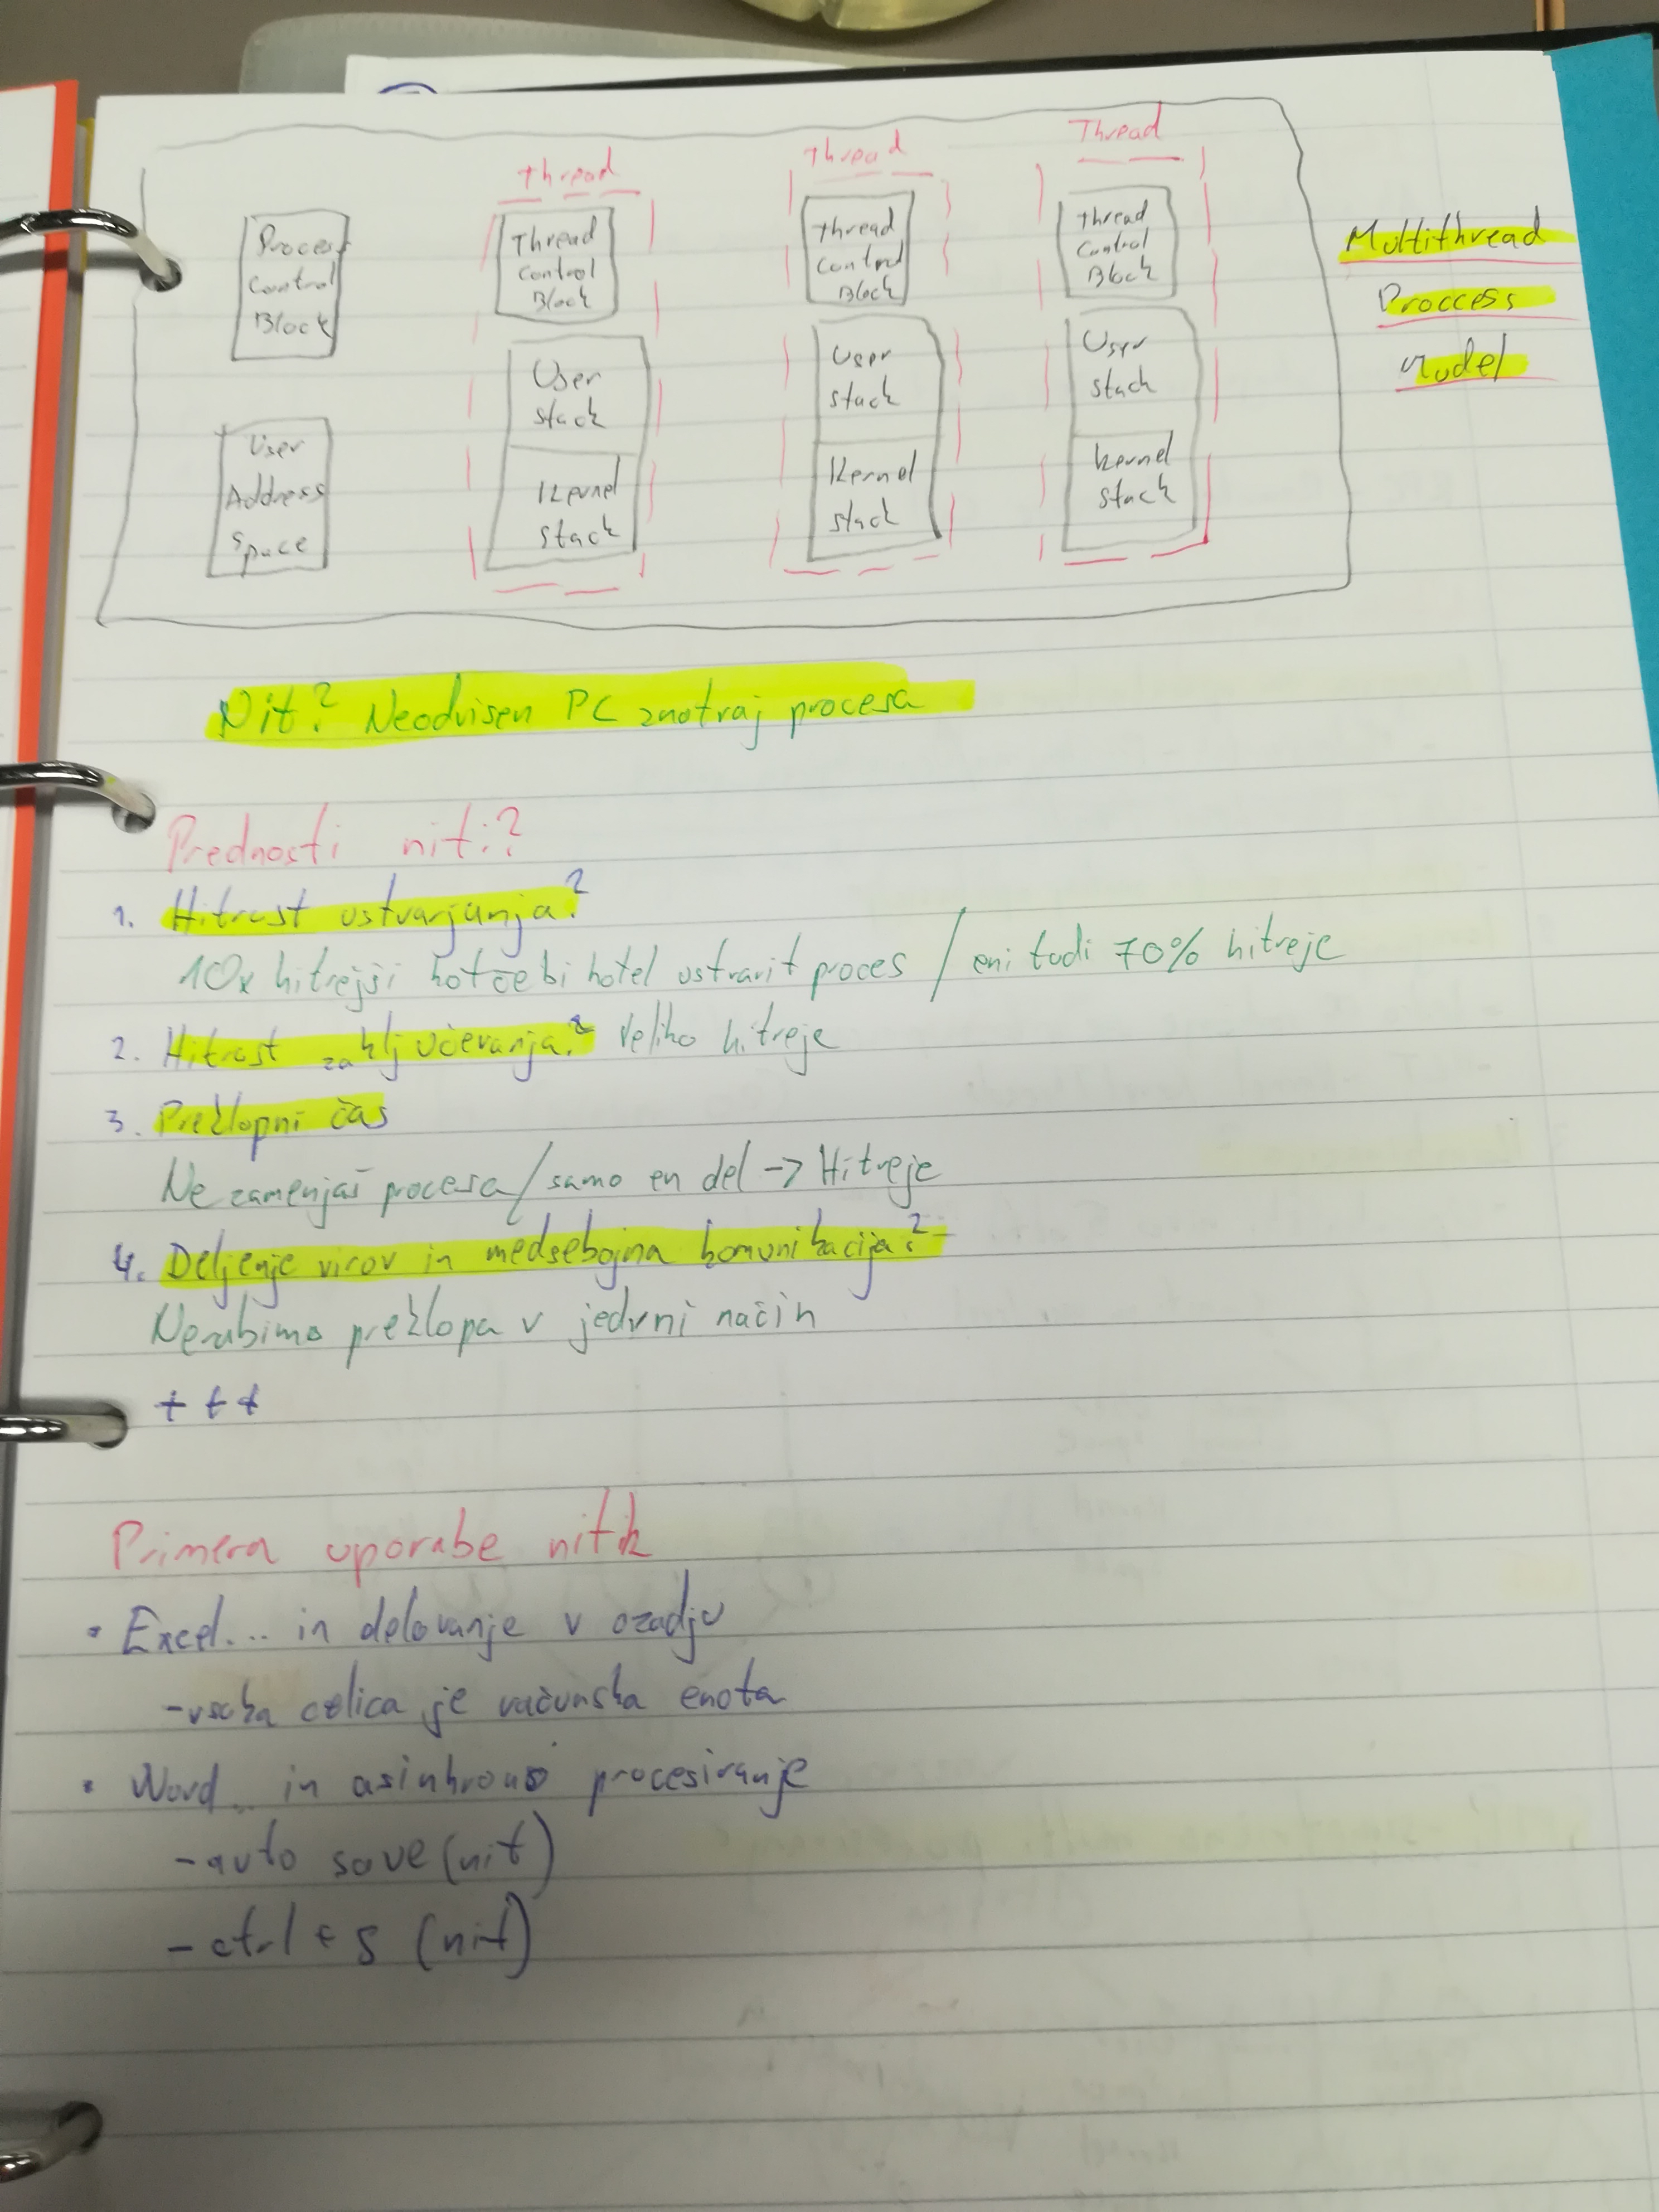 Thread
Thread
Thread
Process
Control
Block
Thread
Control
Block
Thread
Control
Block
Thread
Control
Block
Multithread
Proccess
Model
User
Address
Space
User
stack
Kernel
stack
User
stack
Kernel
stack
User
stack
Kernel
stack
Nit? Neodvisen PC znotraj procesa
Prednosti niti?
1. Hitrost ustvarjanja?
10x hitrejši kot če bi hotel ustvarit proces / eni tudi 70% hitreje
2. Hitrost zaključevanja? Veliko hitreje
3. Preklopni čas
Ne zamenjaš procesa / samo en del -> Hitreje
4. Deljenje virov in medsebojna komunikacija?
Nerabimo preklopa v jedrni način
+++
Primera uporabe nitk
• Excel... in delovanje v ozadju
- vsaka celica je računska enota
• Word... in asinhrono procesiranje
- auto save (nit)
- ctrl + s (nit)